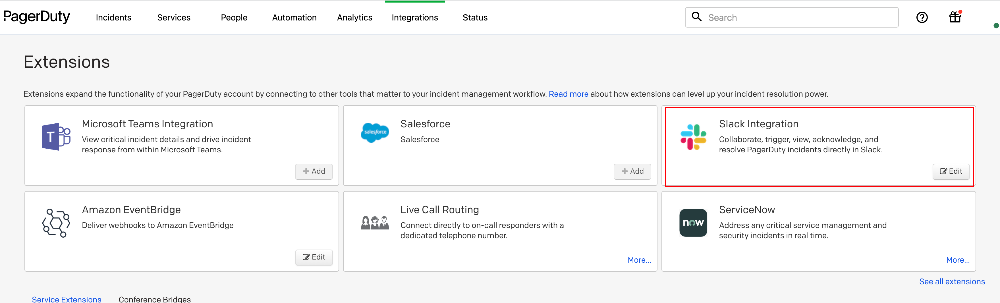 PagerDuty
Incidents
Services
People
Automation
Analytics
Integrations
Status
Search
Extensions
Extensions expand the functionality of your PagerDuty account by connecting to other tools that matter to your incident management workflow. Read more about how extensions can level up your incident resolution power.
T
Microsoft Teams Integration
View critical incident details and drive incident
response from within Microsoft Teams.
Add
salesforce
Salesforce
Salesforce
Add
Slack Integration
Collaborate, trigger, view, acknowledge, and
resolve PagerDuty incidents directly in Slack.
Edit
Amazon EventBridge
Deliver webhooks to Amazon EventBridge
Edit
Live Call Routing
Connect directly to on-call responders with a
dedicated telephone number.
More...
now
ServiceNow
Address any critical service management and
security incidents in real time.
More...
See all extensions
Service Extensions
Conference Bridges